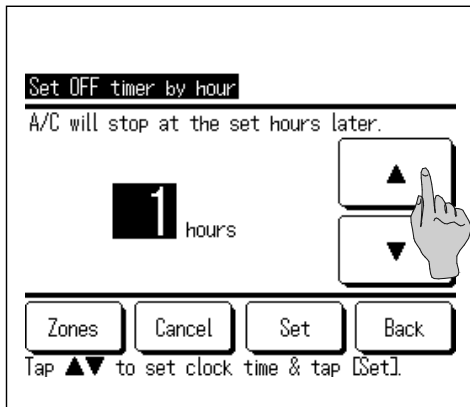 Set OFF timer by hour
A/C will stop at the set hours later.
▲
1 hours
▼
Zones Cancel Set Back
Tap ▲▼ to set clock time & tap [Set].